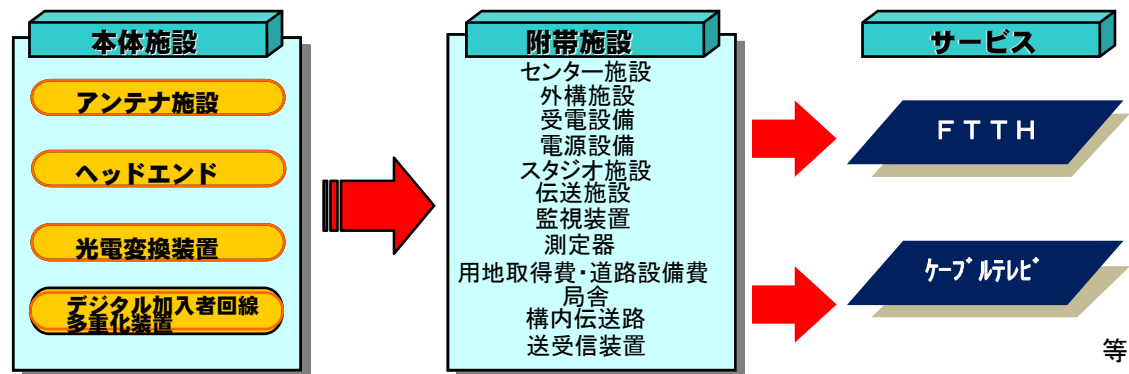 本体施設
アンテナ施設
ヘッドエンド
光電変換装置
デジタル加入者回線
多重化装置
附帯施設
センター施設
外構施設
受電設備
電源設備
スタジオ施設
伝送施設
監視装置
測定器
用地取得費・道路設備費
局舎
構内伝送路
送受信装置
サービス
ＦＴＴＨ
ｹｰﾌﾞﾙﾃﾚﾋﾞ
等